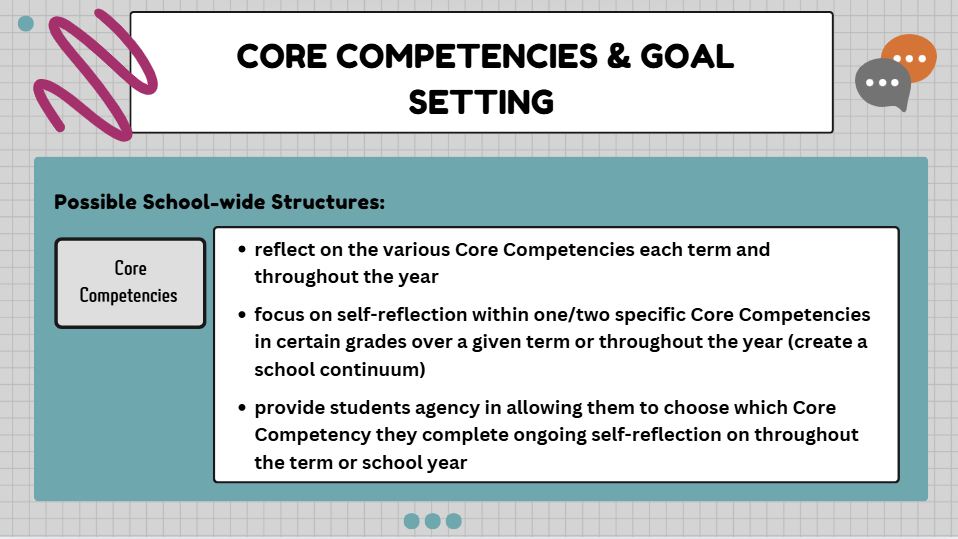 CORE COMPETENCIES & GOAL
SETTING
Possible School-wide Structures:
Core
Competencies
• reflect on the various Core Competencies each term and
throughout the year
• focus on self-reflection within one/two specific Core Competencies
in certain grades over a given term or throughout the year (create a
school continuum)
• provide students agency in allowing them to choose which Core
Competency they complete ongoing self-reflection on throughout
the term or school year